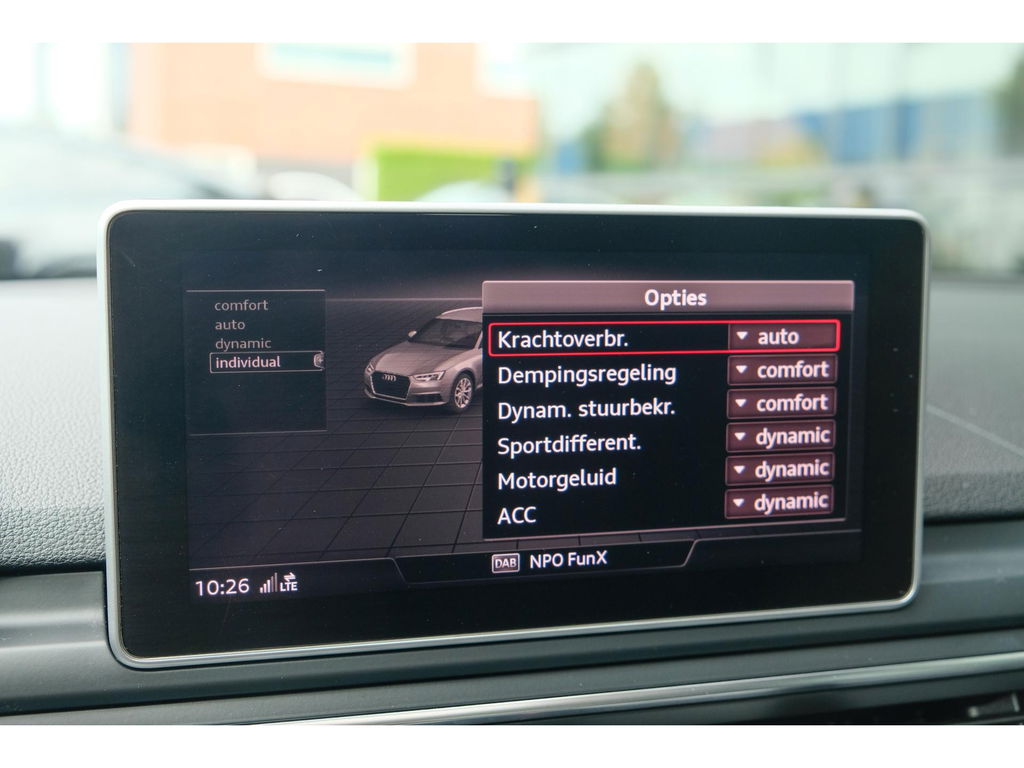 comfort
auto
dynamic
individual
Opties
Krachtoverbr. auto
Dempingsregeling comfort
Dynam. stuurbekr. comfort
Sportdifferent. dynamic
Motorgeluid dynamic
ACC dynamic
DAB NPO FunX
10:26 LTE